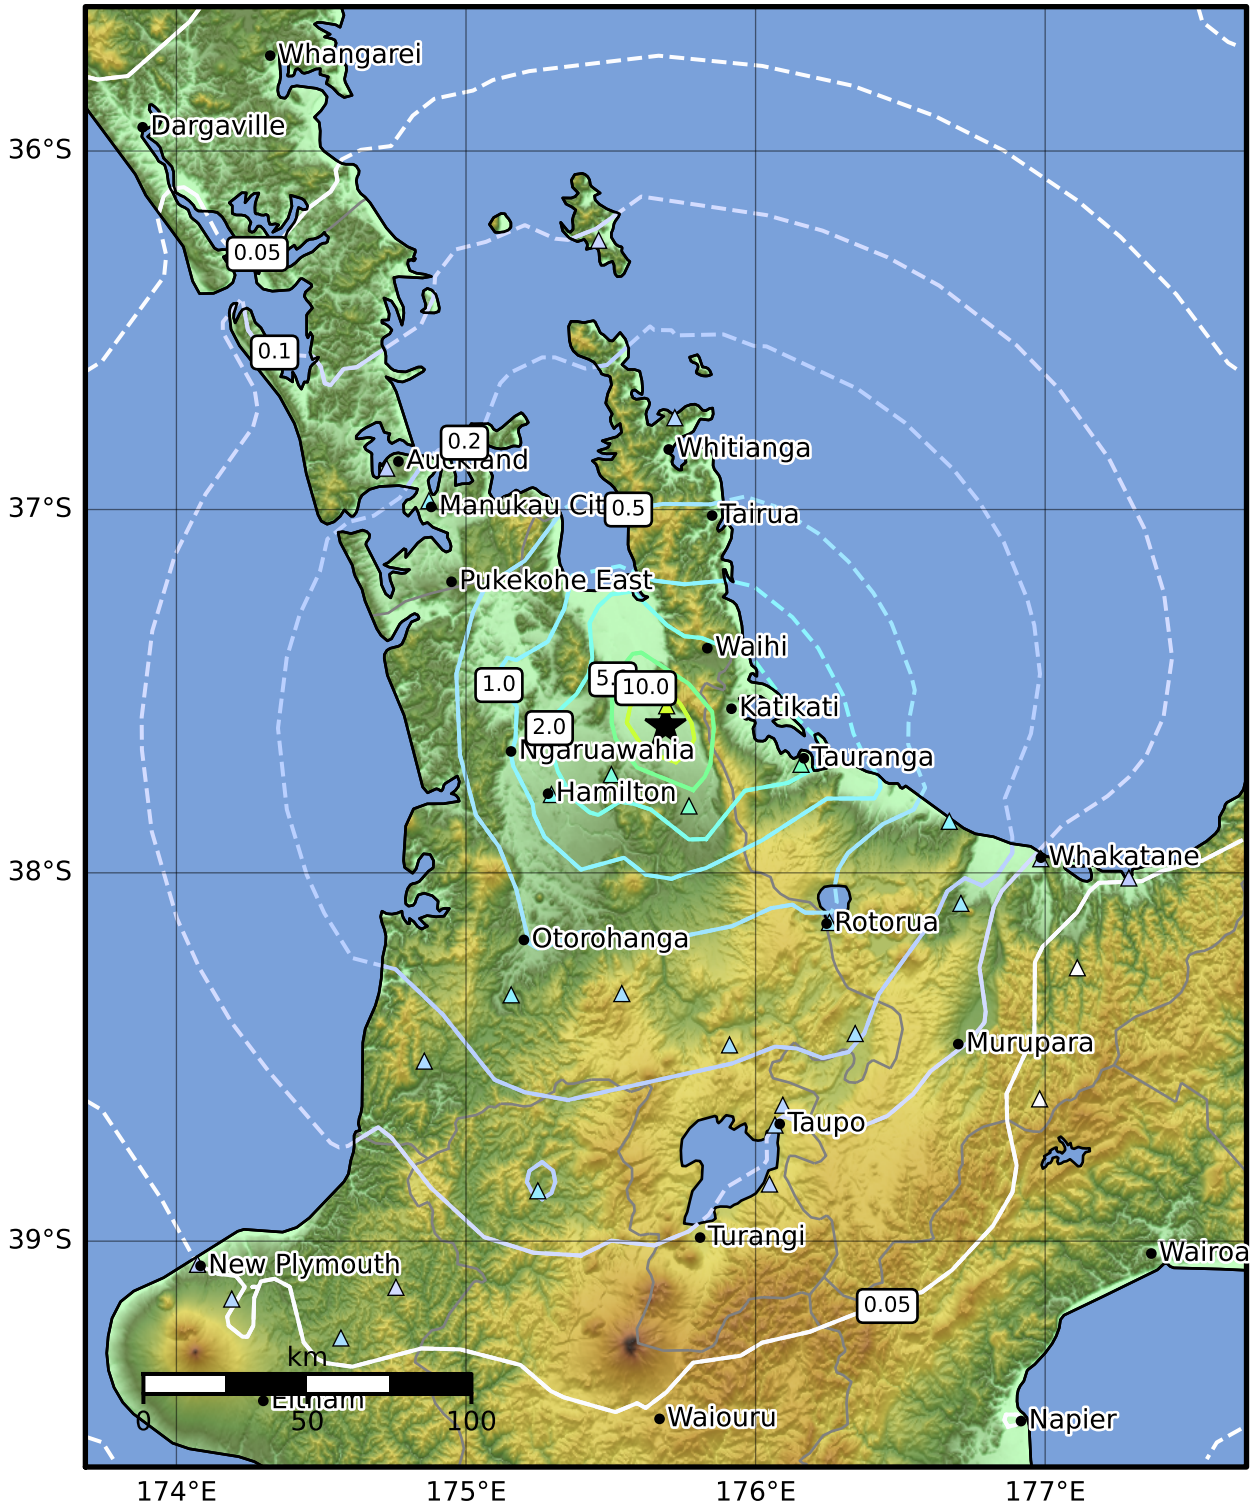 Whangarei
Dargaville
36°S
0.05
0.1
0.2
Auckland
Whitianga
37°S
Manukau Cit
0.5
Tairua
Pukekohe East
Waihi
1.0
5.
10.0
Katikati
2.0
Ngaruawahia
Tauranga
Hamilton
Whakatane
38°S
Rotorua
Otorohanga
Murupara
Taupo
39°S
Turangi
Wairoa
New Plymouth
0.05
km
Eltham
0 50 100
Waiouru
Napier
174°E 175°E 176°E 177°E